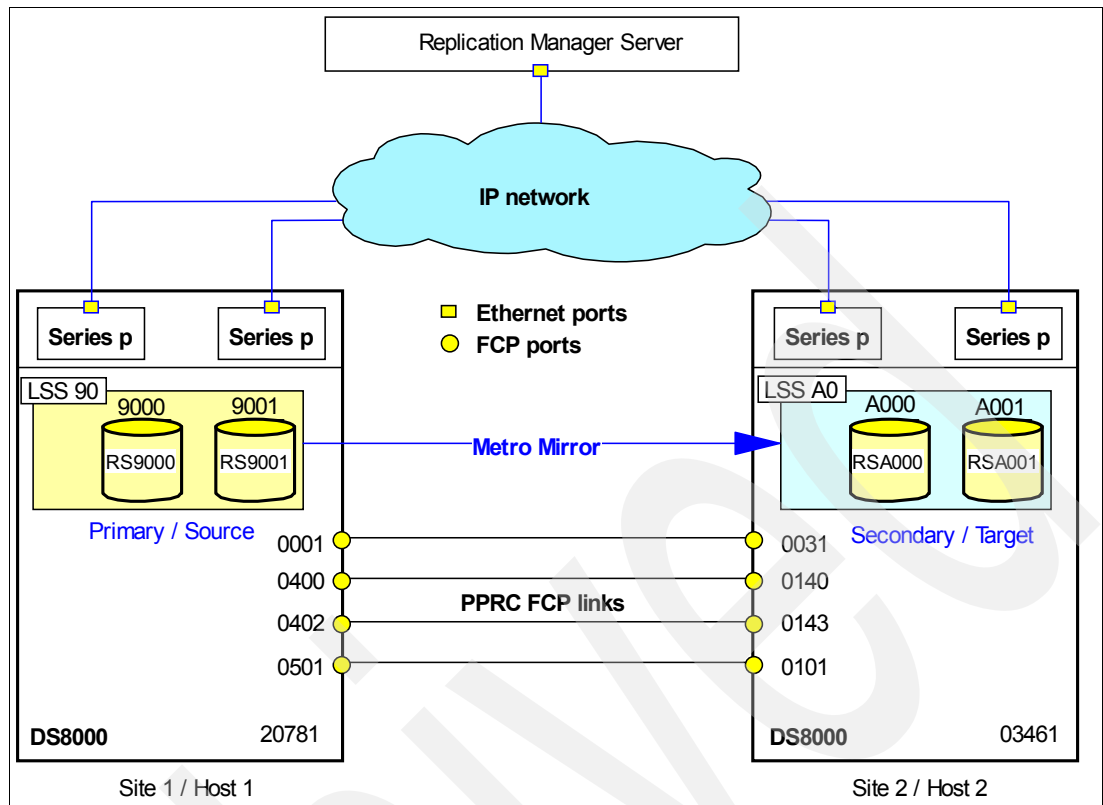 Replication Manager Server
IP network
Series p
Series p
Ethernet ports
FCP ports
Series p
Series p
LSS 90
9000
9001
RS9000
RS9001
Primary / Source
Metro Mirror
LSS A0
A000
A001
RSA000
RSA001
Secondary / Target
0001
0400
0402
0501
PPRC FCP links
0031
0140
0143
0101
DS8000
20781
DS8000
03461
Site 1 / Host 1
Site 2 / Host 2